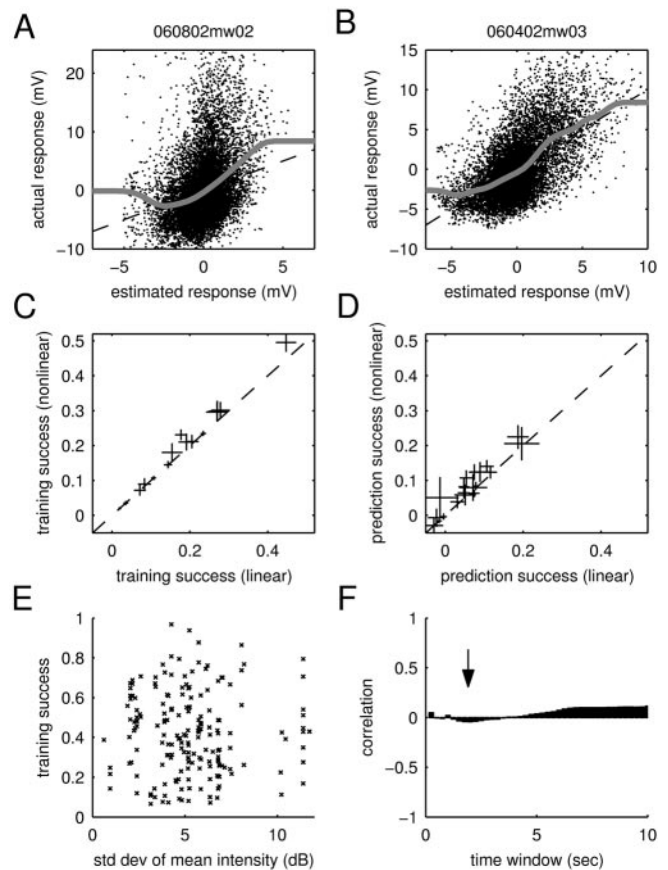 A
060802mw02
actual response (mV)
20
10
0
−10
−5
0
5
estimated response (mV)
B
060402mw03
actual response (mV)
15
10
5
0
−5
−10
−5
0
5
10
estimated response (mV)
C
training success (nonlinear)
0.5
0.4
0.3
0.2
0.1
0
0
0.2
0.4
training success (linear)
D
prediction success (nonlinear)
0.5
0.4
0.3
0.2
0.1
0
0
0.2
0.4
prediction success (linear)
E
training success
1
0.8
0.6
0.4
0.2
0
0
5
10
std dev of mean intensity (dB)
F
correlation
1
0.5
0
−0.5
−1
0
5
10
time window (sec)